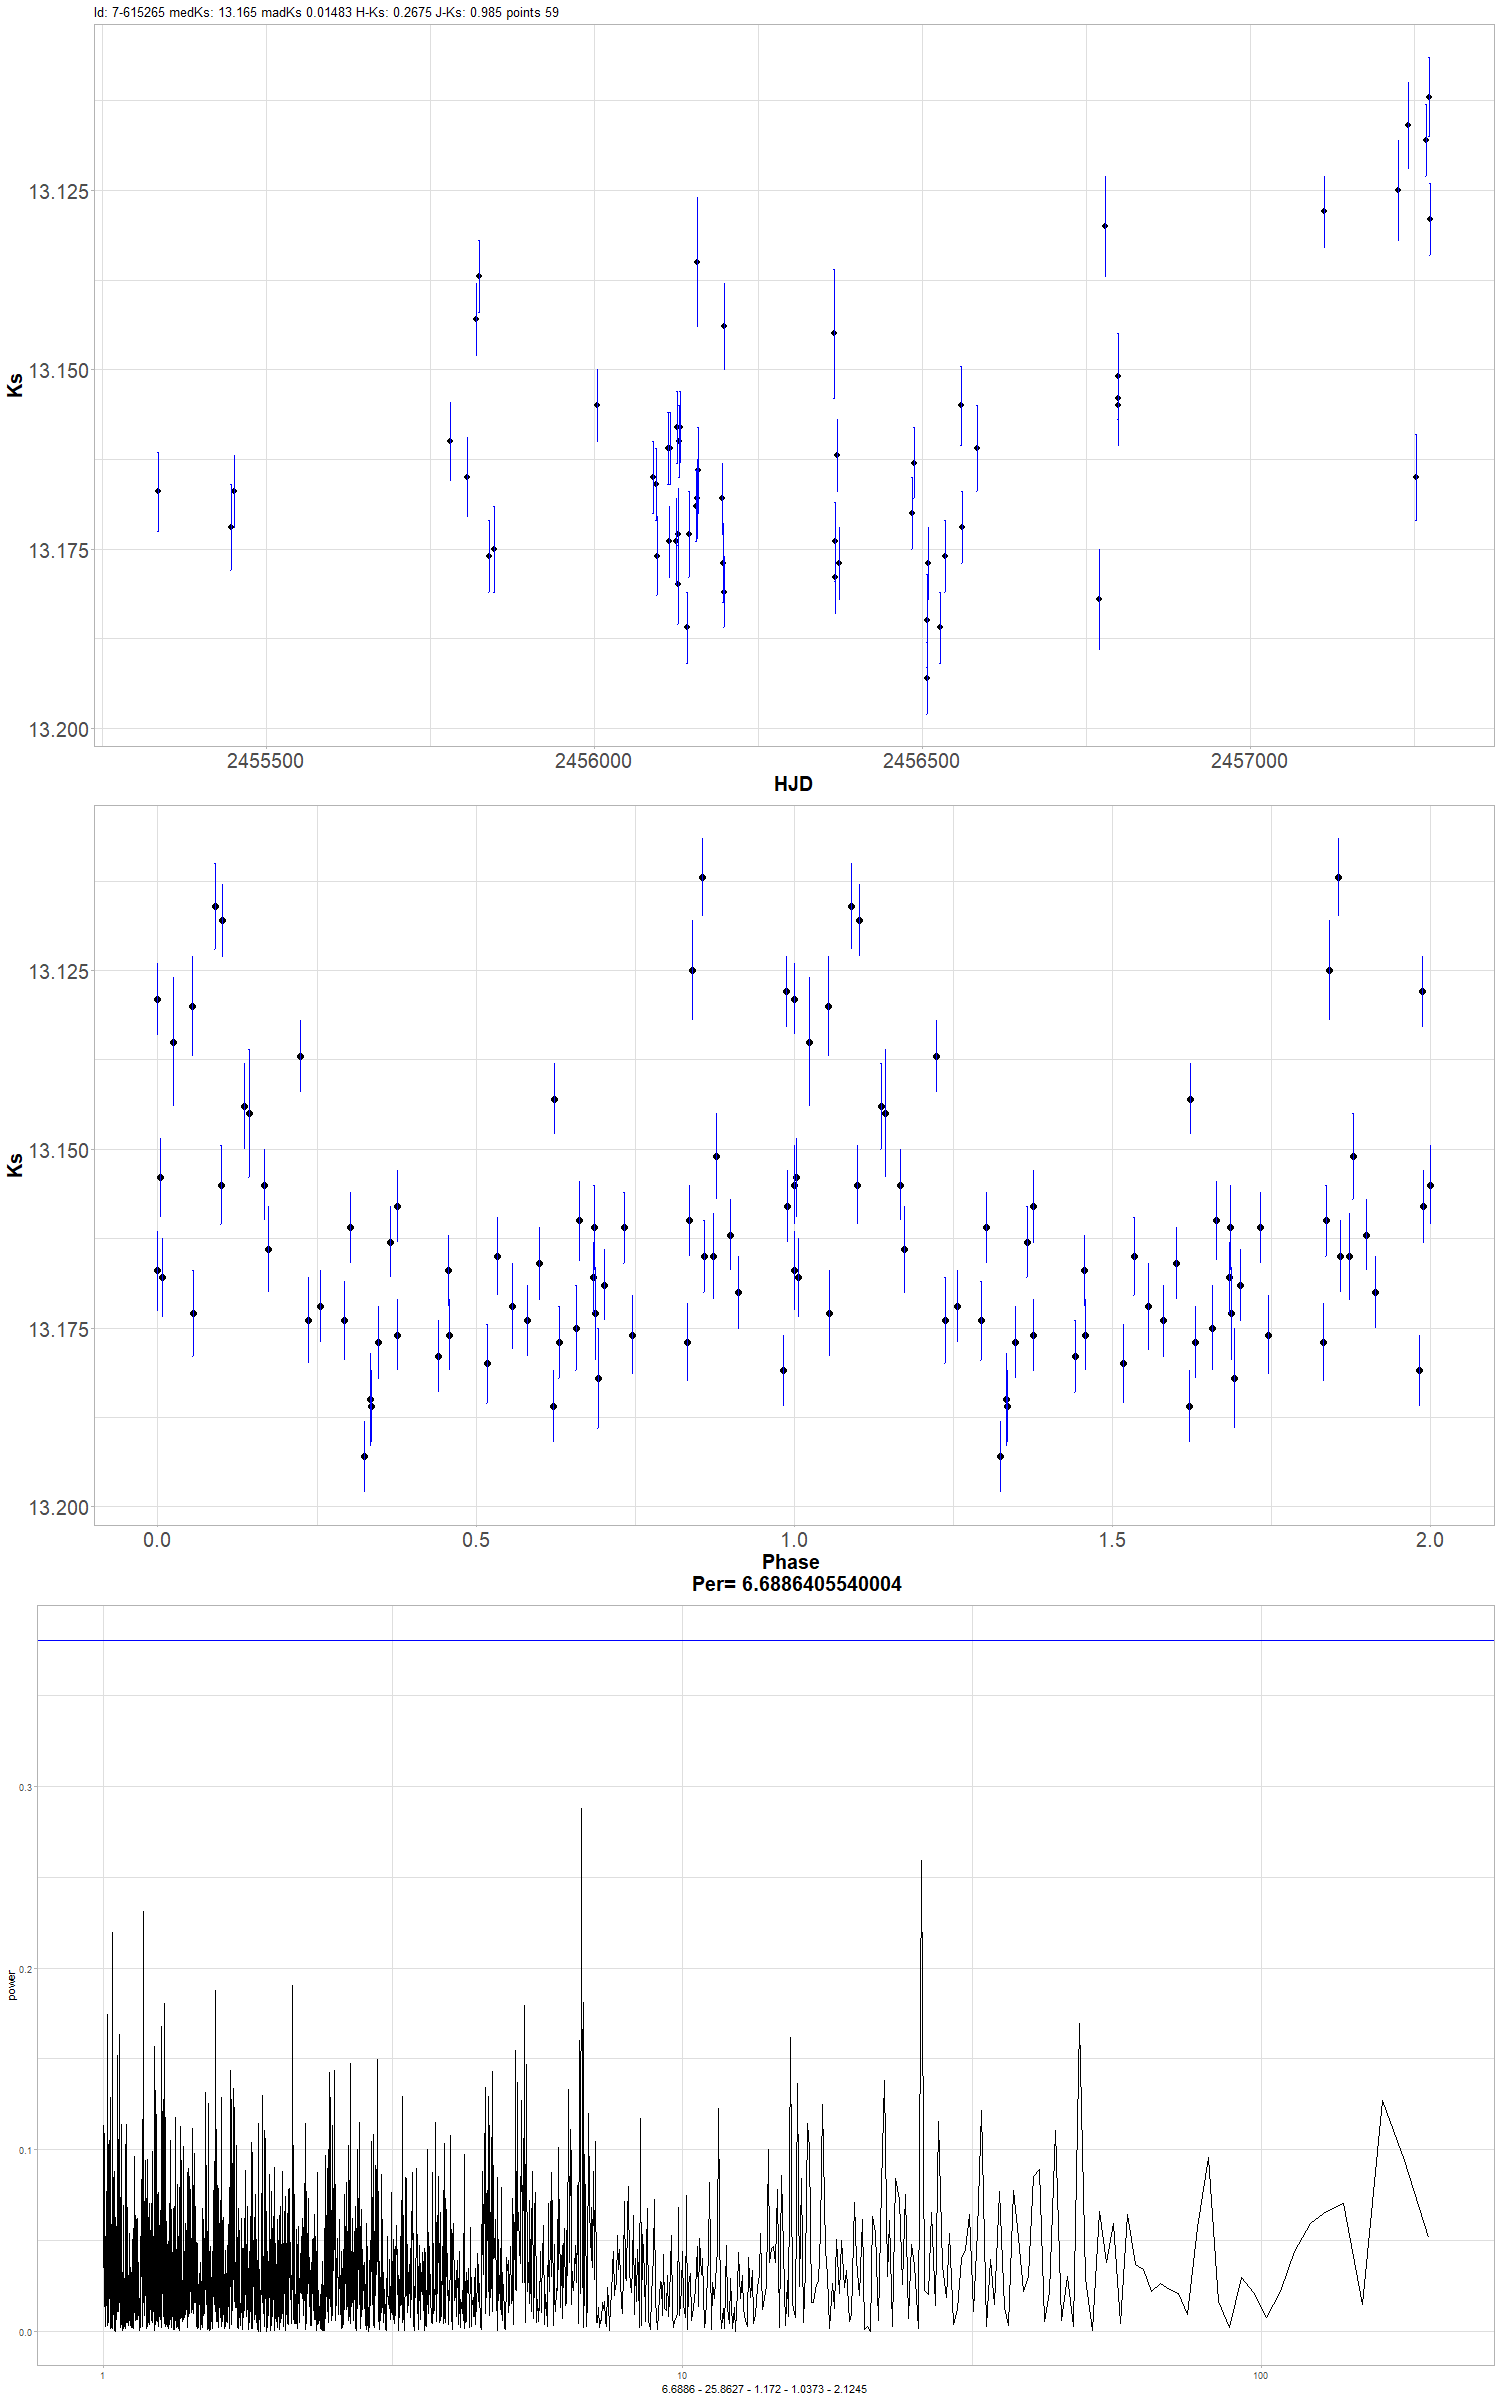 Id: 7-615265 medKs: 13.165 madKs 0.01483 H-Ks: 0.2675 J-Ks: 0.985 points 59
13.125
13.150
13.175
13.200
Ks
2455500 2456000 2456500 2457000
HJD
13.125
13.150
13.175
13.200
Ks
0.0 0.5 1.0 1.5 2.0
Phase
Per= 6.6886405540004
0.3
0.2
0.1
0.0
power
1 10 100
6.6886 - 25.8627 - 1.172 - 1.0373 - 2.1245